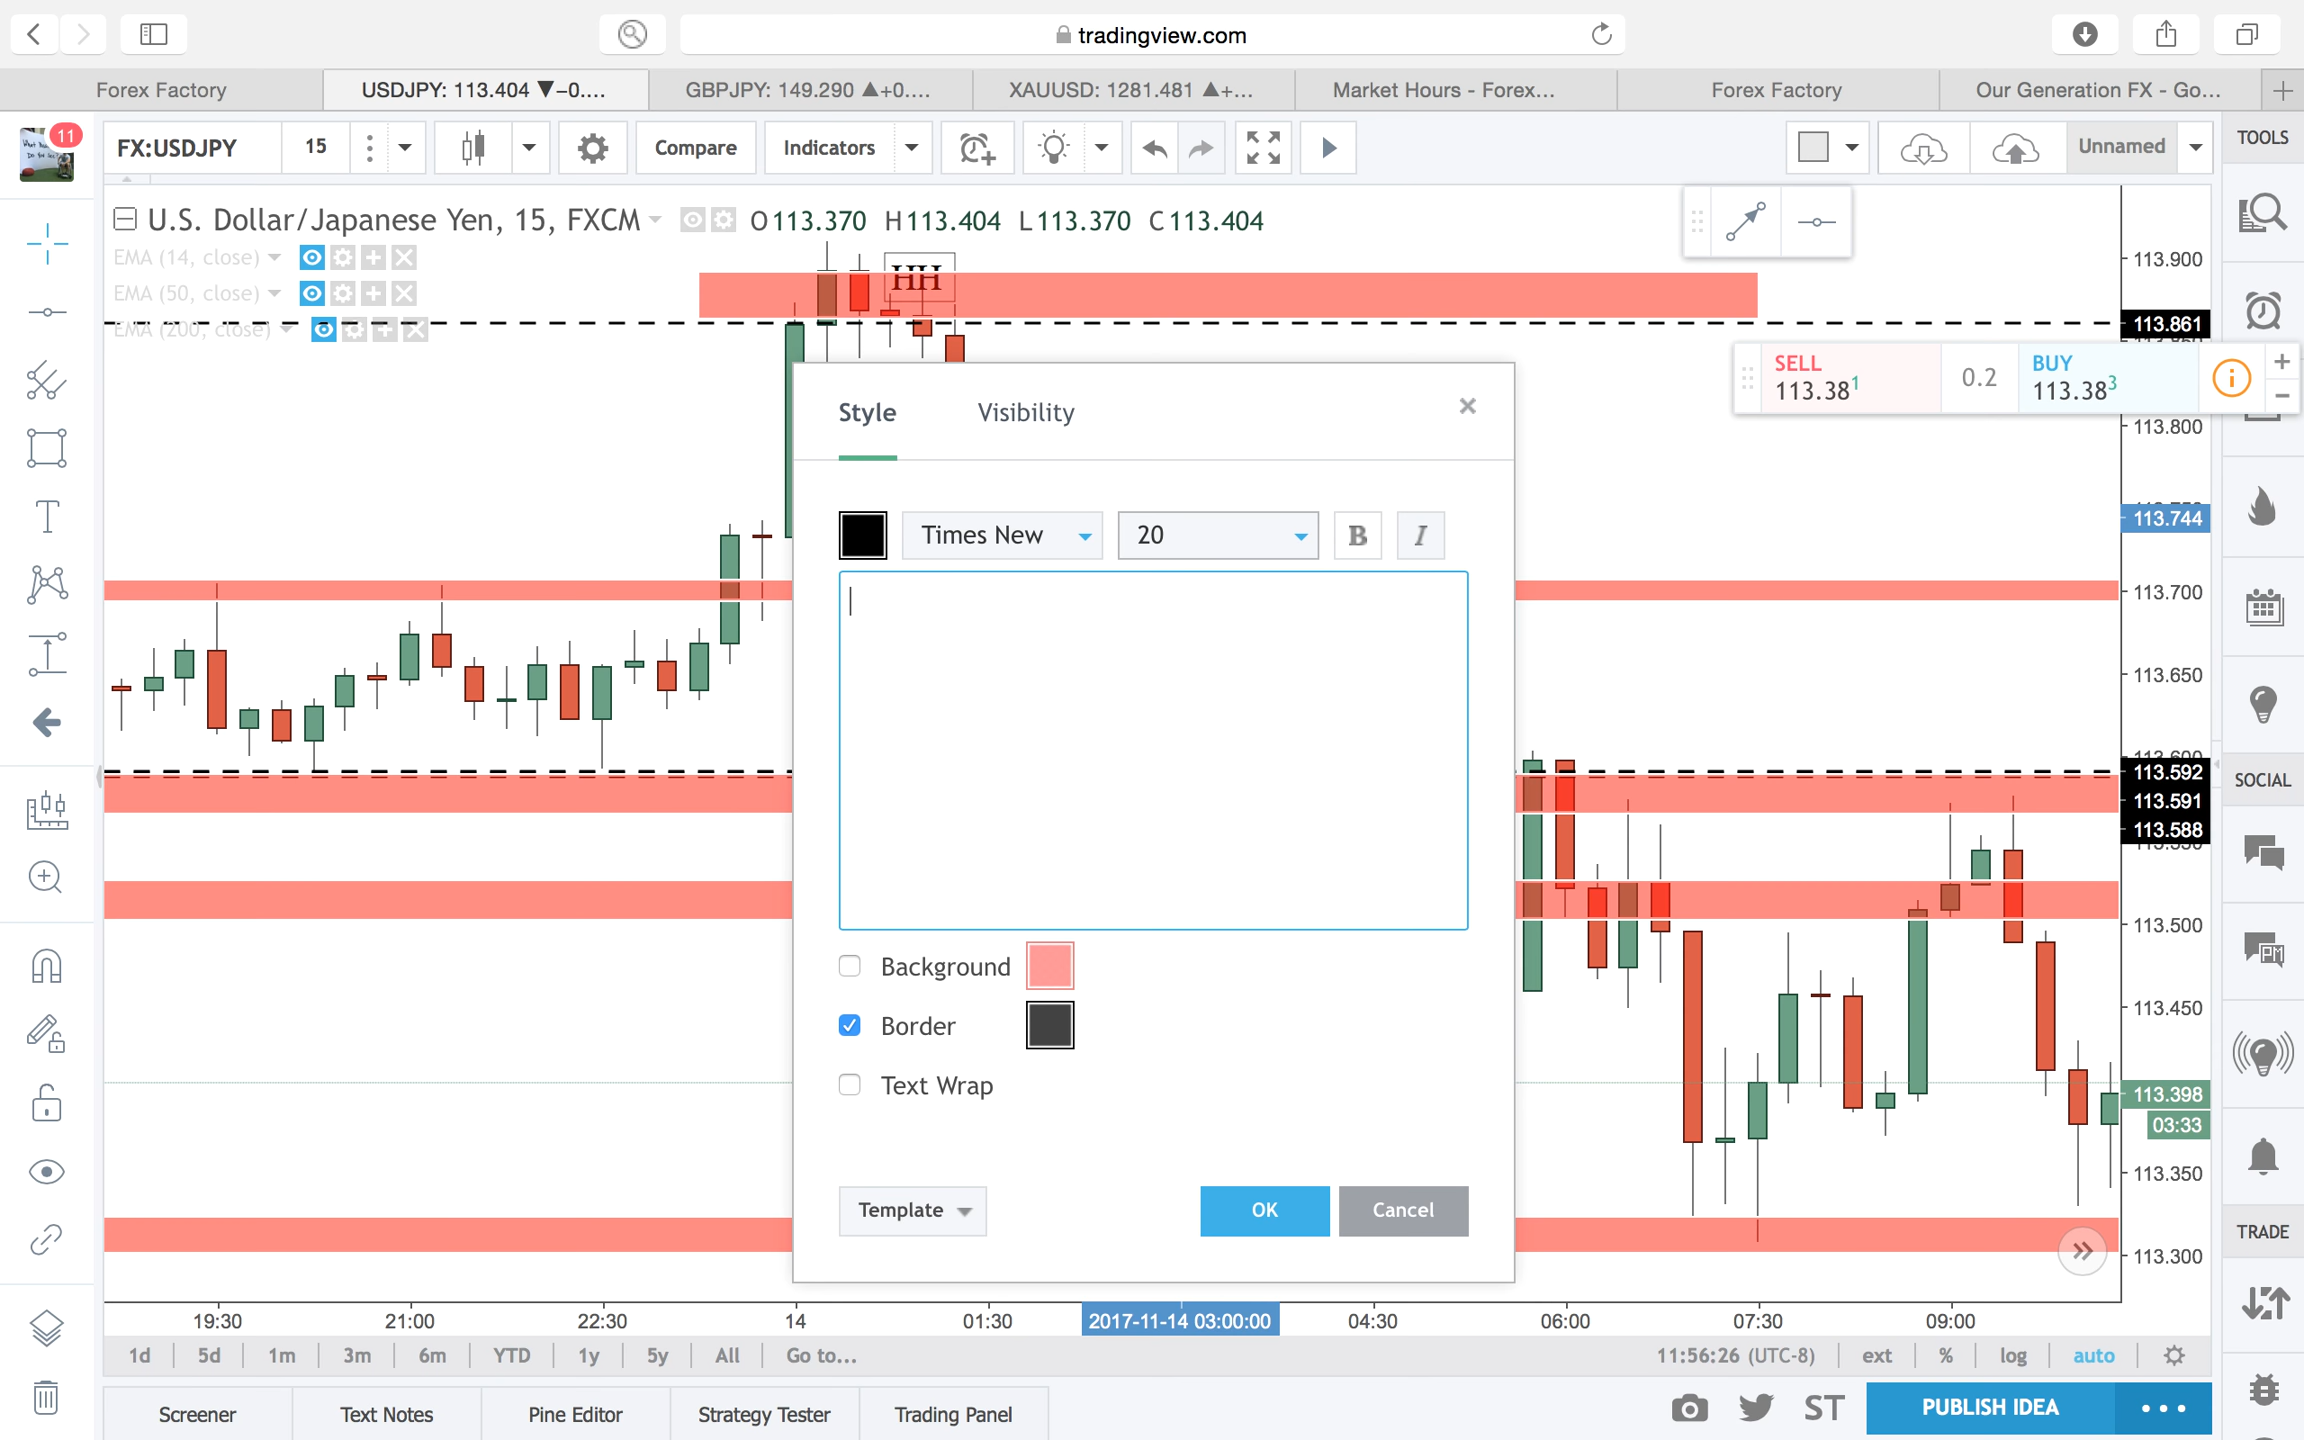 tradingview.com
Forex Factory
USDJPY: 113.404 ▼−0....
GBPJPY: 149.290 ▲+0....
XAUUSD: 1281.481 ▲+...
Market Hours - Forex...
Forex Factory
Our Generation FX - Go...
11
FX:USDJPY
15
Compare
Indicators
Unnamed
TOOLS
U.S. Dollar/Japanese Yen, 15, FXCM
O113.370 H113.404 L113.370 C113.404
EMA (14, close)
EMA (50, close)
EMA (200, close)
HH
113.900
113.861
SELL
113.381
0.2
BUY
113.383
113.800
113.744
113.700
113.650
113.592
113.591
113.588
113.500
113.450
113.398
03:33
113.350
113.300
Style
Visibility
Times New
20
B
I
Background
Border
Text Wrap
Template
OK
Cancel
SOCIAL
PM
TRADE
19:30
21:00
22:30
14
01:30
2017-11-14 03:00:00
04:30
06:00
07:30
09:00
1d
5d
1m
3m
6m
YTD
1y
5y
All
Go to...
11:56:26 (UTC-8)
ext
%
log
auto
Screener
Text Notes
Pine Editor
Strategy Tester
Trading Panel
ST
PUBLISH IDEA